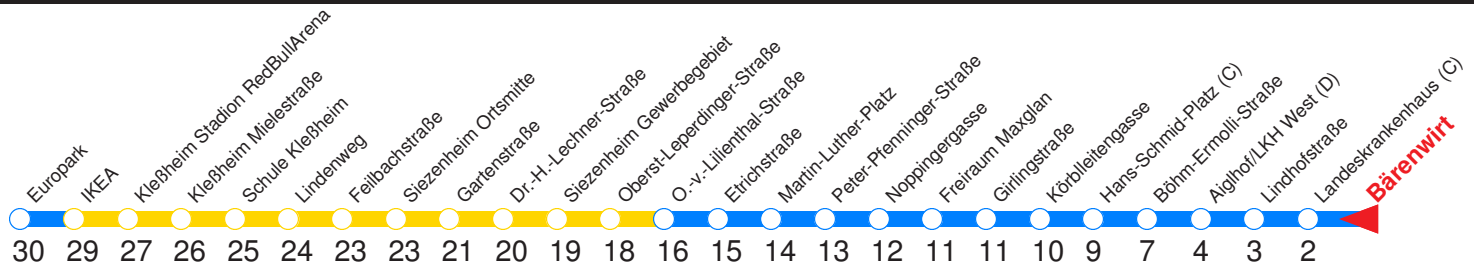 Europark
IKEA
Kleßheim Stadion RedBullArena
Kleßheim Mielestraße
Schule Kleßheim
Lindenweg
Feilbachstraße
Siezenheim Ortsmitte
Gartenstraße
Dr.-H.-Lechner-Straße
Siezenheim Gewerbegebiet
Oberst-Leperdinger-Straße
O.-v.-Lilienthal-Straße
Etrichstraße
Martin-Luther-Platz
Peter-Pfenninger-Straße
Noppingergasse
Freiraum Maxglan
Girlingstraße
Körblleitengasse
Hans-Schmid-Platz (C)
Böhm-Ermolli-Straße
Aiglhof/LKH West (D)
Lindhofstraße
Landeskrankenhaus (C)
Bärenwirt
30 29 27 26 25 24 23 23 21 20 19 18 16 15 14 13 12 11 11 10 9 7 4 3 2